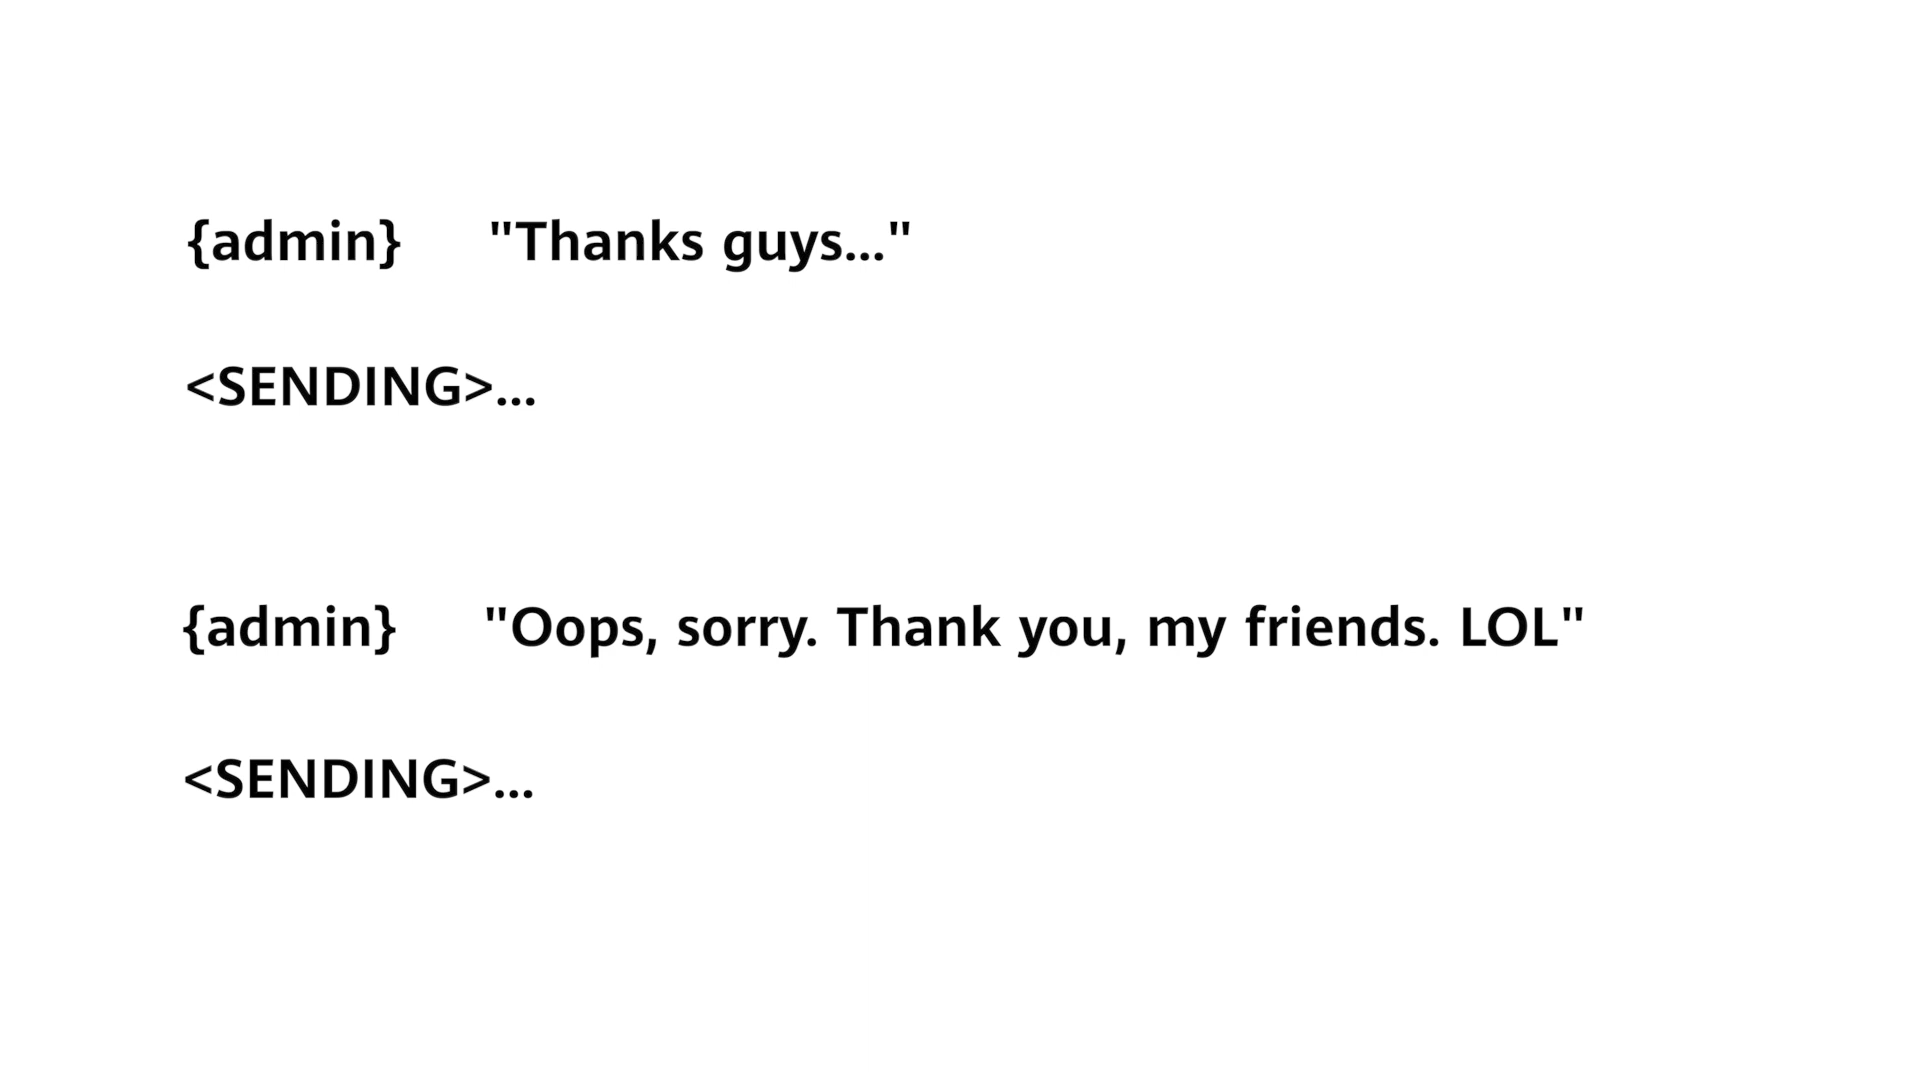 {admin} "Thanks guys..."
<SENDING>...
{admin} "Oops, sorry. Thank you, my friends. LOL"
<SENDING>...